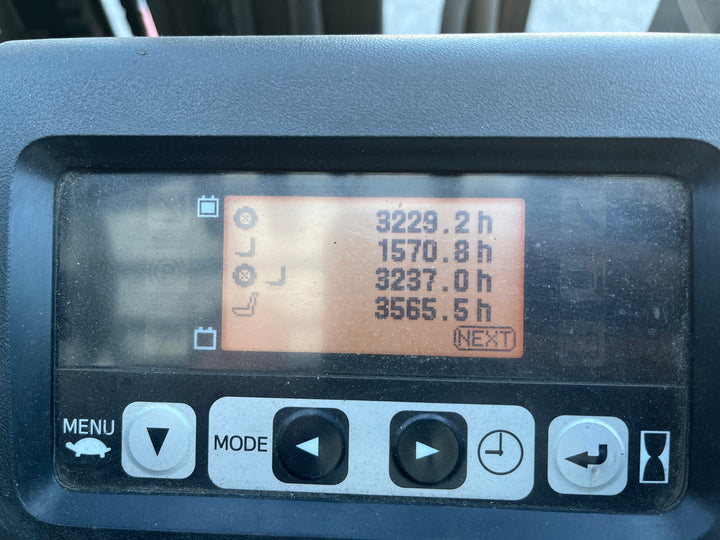 3229.2h
1570.8h
3237.0h
3565.5h
NEXT
MENU
MODE